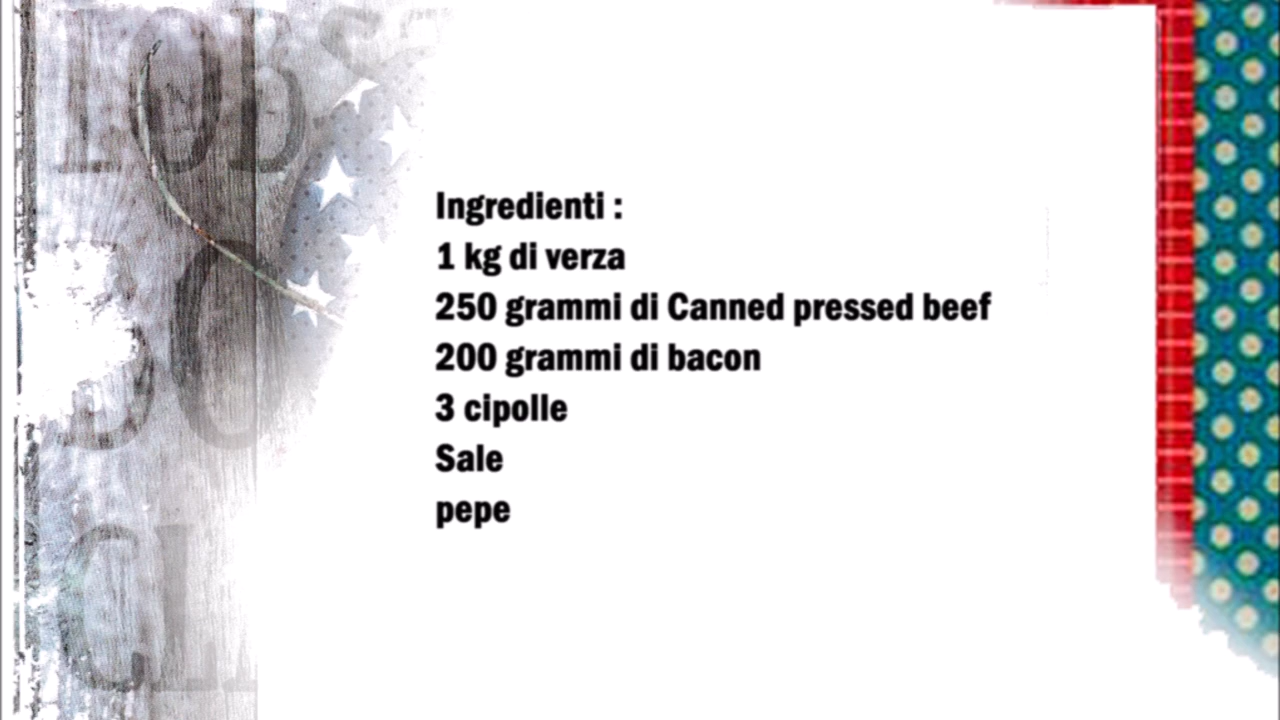 Ingredienti :
1 kg di verza
250 grammi di Canned pressed beef
200 grammi di bacon
3 cipolle
Sale
pepe